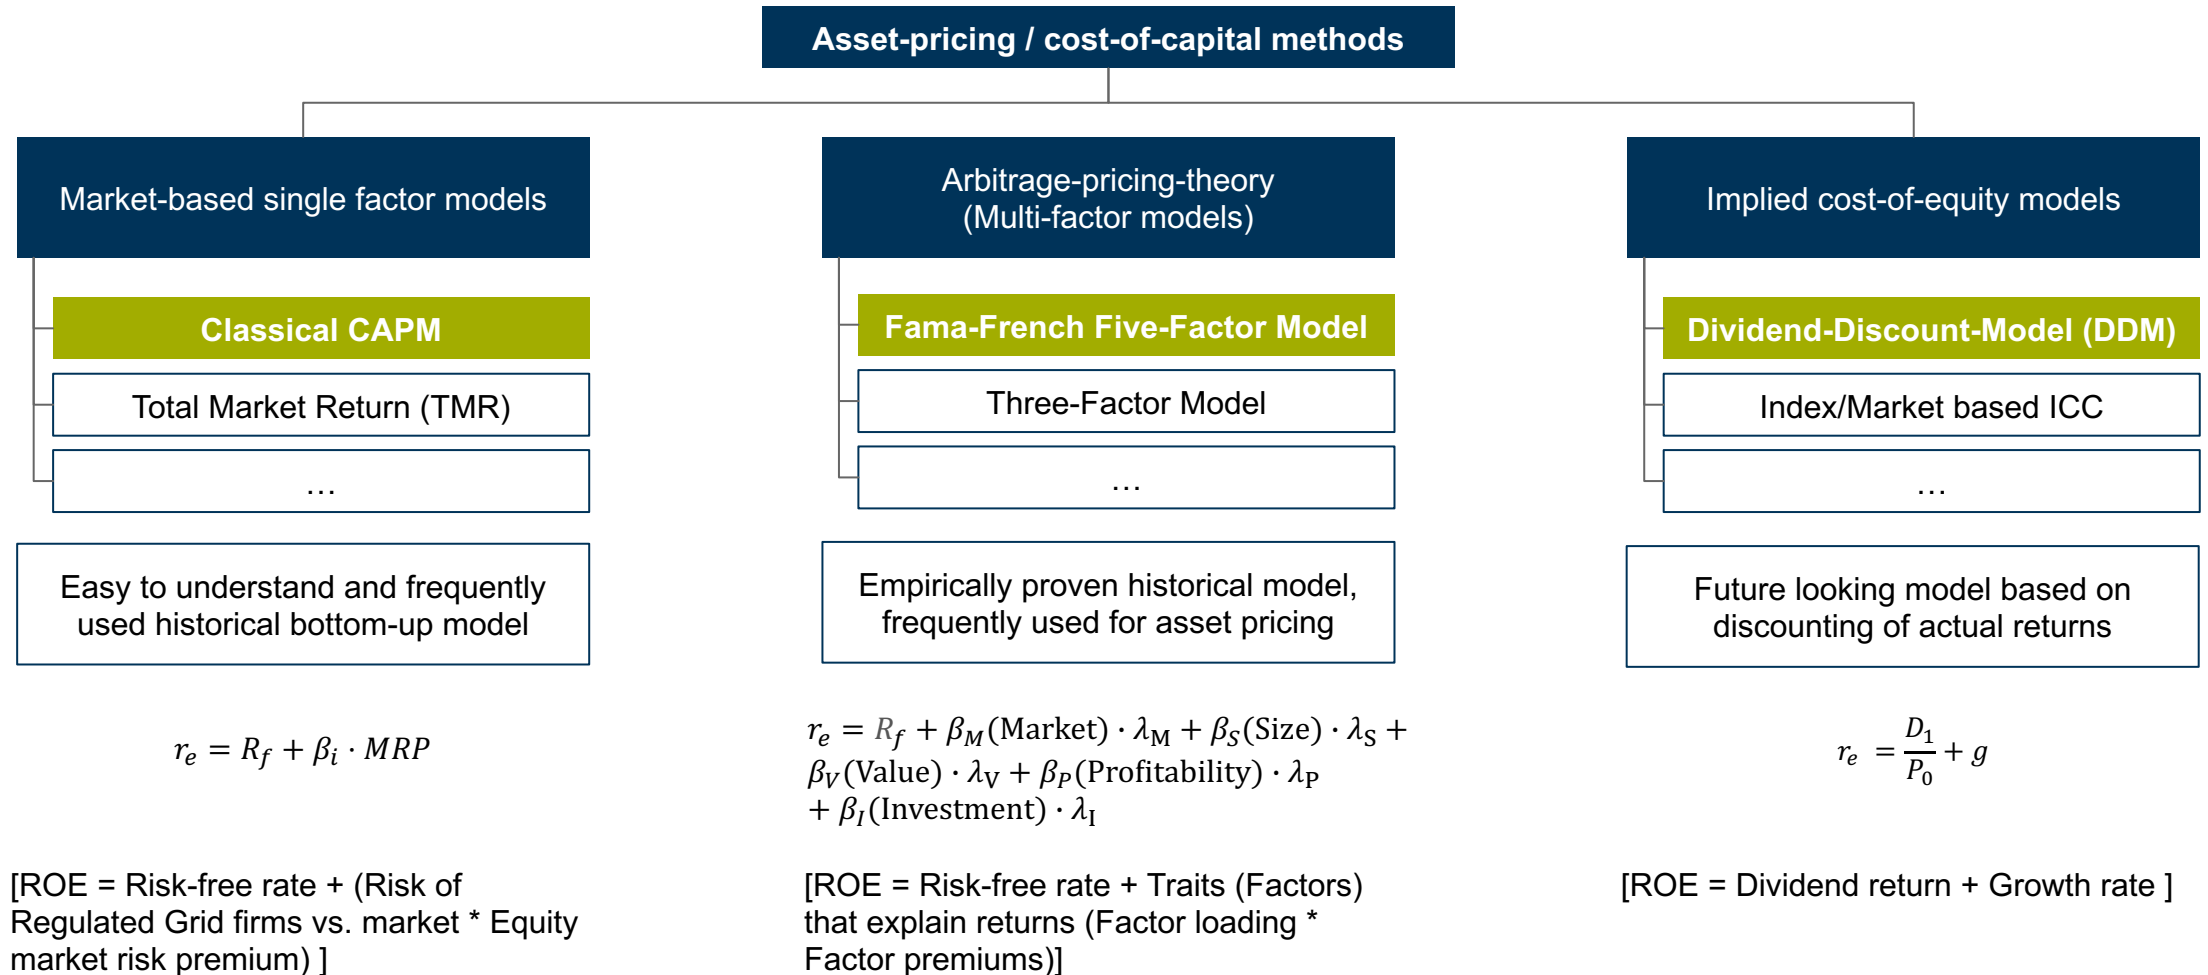 Asset-pricing / cost-of-capital methods
Market-based single factor models
Classical CAPM
Total Market Return (TMR)
…
Easy to understand and frequently
used historical bottom-up model
r_e = R_f + β_i · MRP
[ROE = Risk-free rate + (Risk of
Regulated Grid firms vs. market * Equity
market risk premium) ]
Arbitrage-pricing-theory
(Multi-factor models)
Fama-French Five-Factor Model
Three-Factor Model
…
Empirically proven historical model,
frequently used for asset pricing
r_e = R_f + β_M(Market) · λ_M + β_S(Size) · λ_S +
β_V(Value) · λ_V + β_P(Profitability) · λ_P
+ β_I(Investment) · λ_I
[ROE = Risk-free rate + Traits (Factors)
that explain returns (Factor loading *
Factor premiums)]
Implied cost-of-equity models
Dividend-Discount-Model (DDM)
Index/Market based ICC
…
Future looking model based on
discounting of actual returns
r_e = D_1/P_0 + g
[ROE = Dividend return + Growth rate ]